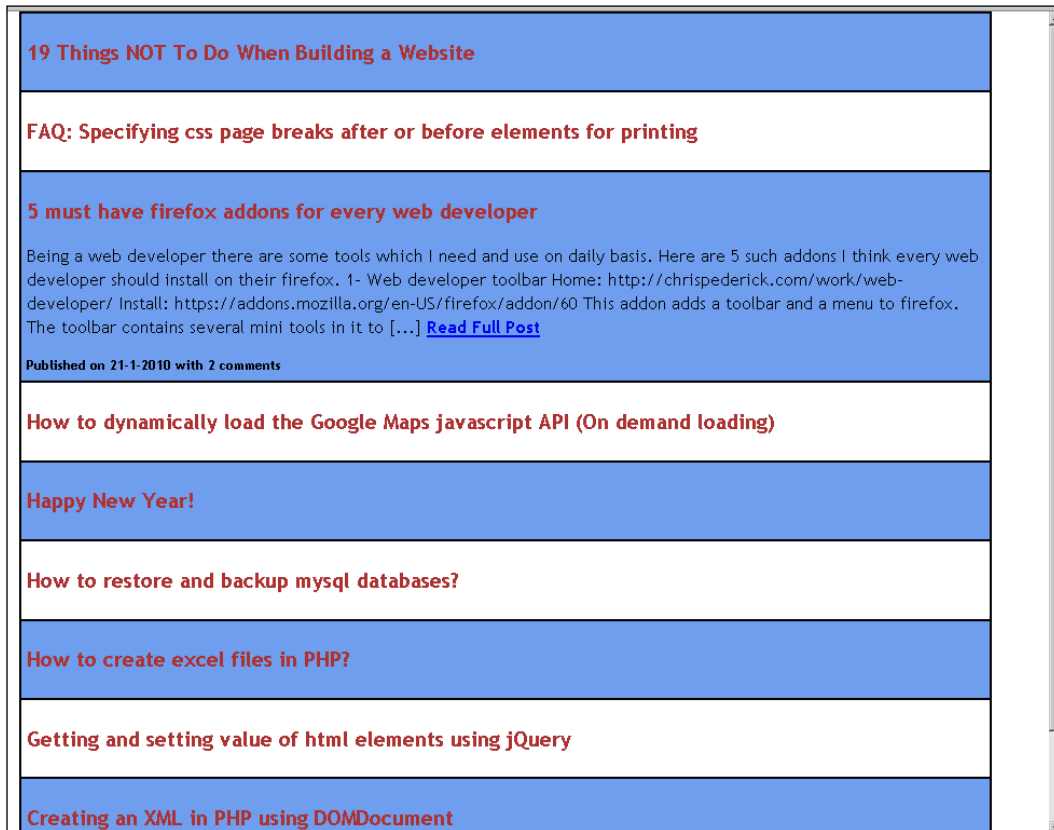 19 Things NOT To Do When Building a Website
FAQ: Specifying css page breaks after or before elements for printing
5 must have firefox addons for every web developer
Being a web developer there are some tools which I need and use on daily basis. Here are 5 such addons I think every web
developer should install on their firefox. 1- Web developer toolbar Home: http://chrispederick.com/work/web-
developer/ Install: https://addons.mozilla.org/en-US/firefox/addon/60 This addon adds a toolbar and a menu to firefox.
The toolbar contains several mini tools in it to [...] Read Full Post
Published on 21-1-2010 with 2 comments
How to dynamically load the Google Maps javascript API (On demand loading)
Happy New Year!
How to restore and backup mysql databases?
How to create excel files in PHP?
Getting and setting value of html elements using jQuery
Creating an XML in PHP using DOMDocument